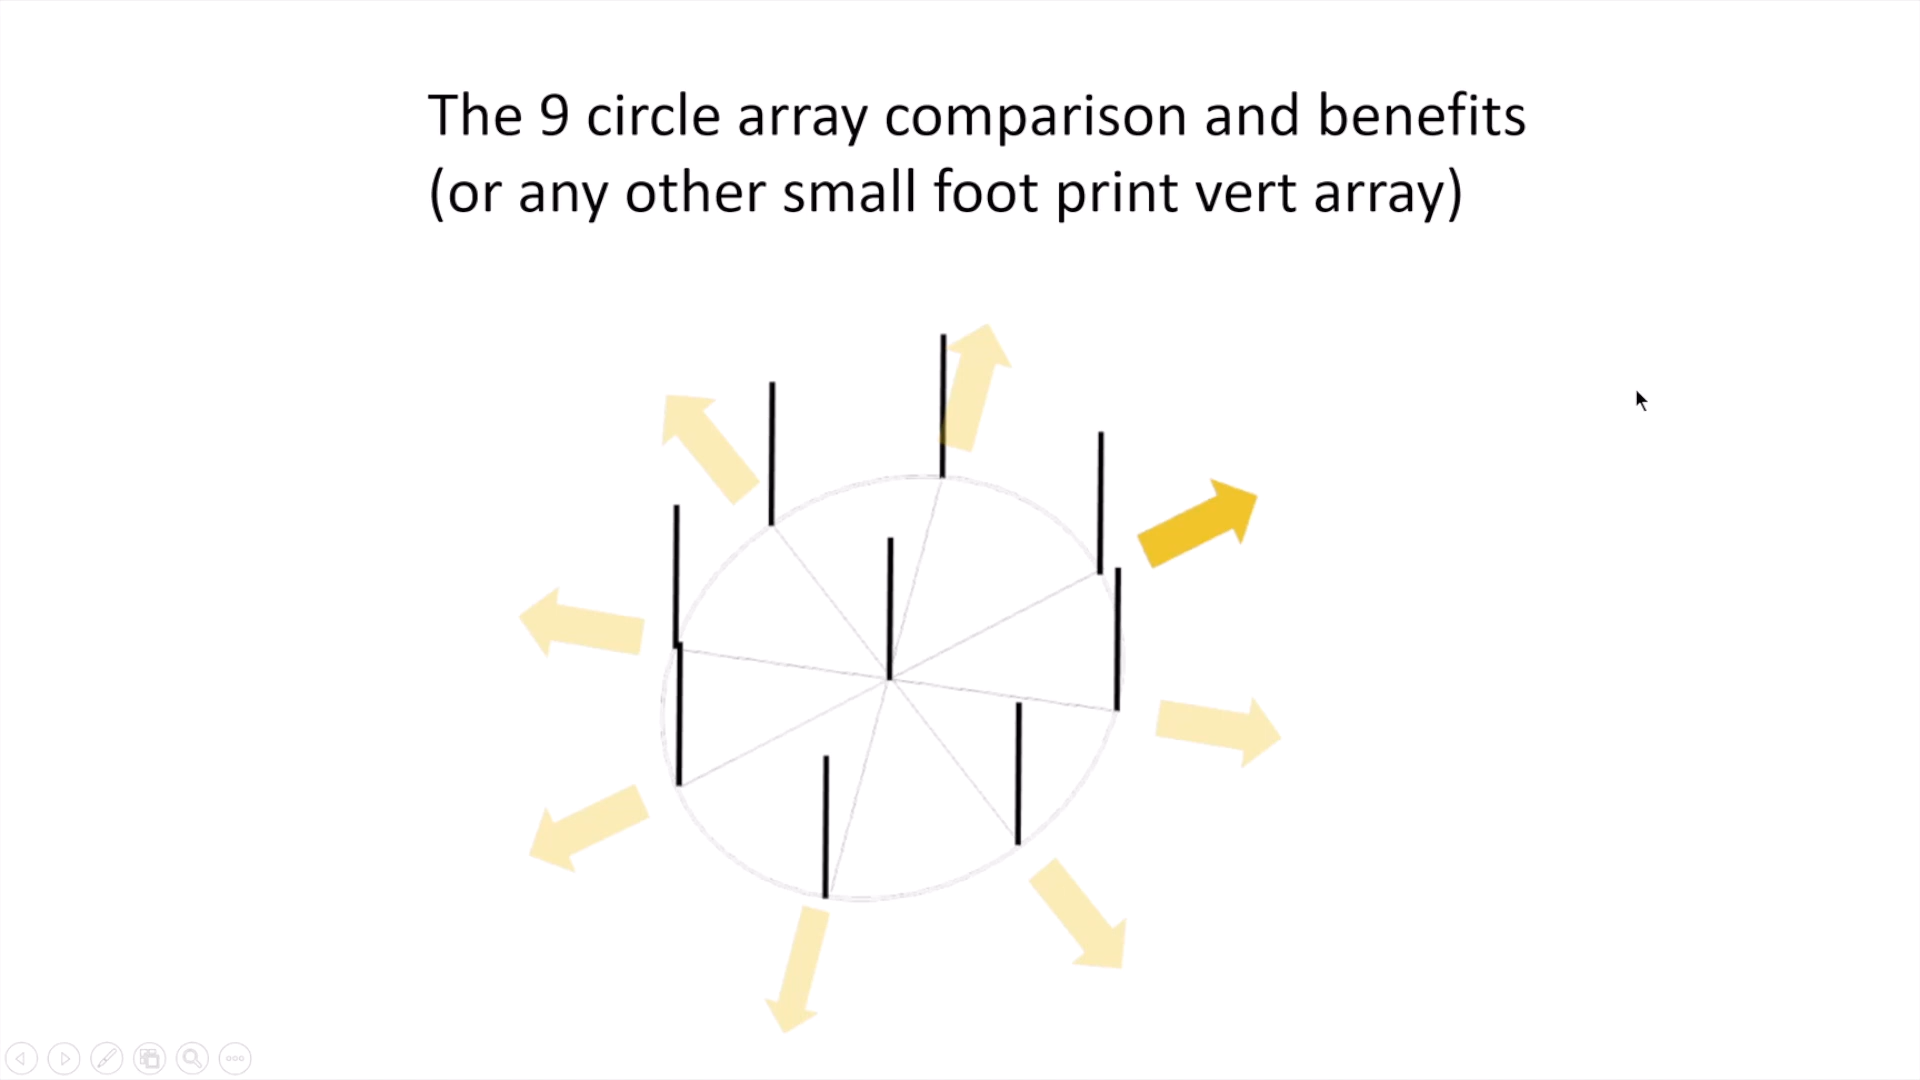 The 9 circle array comparison and benefits
(or any other small foot print vert array)